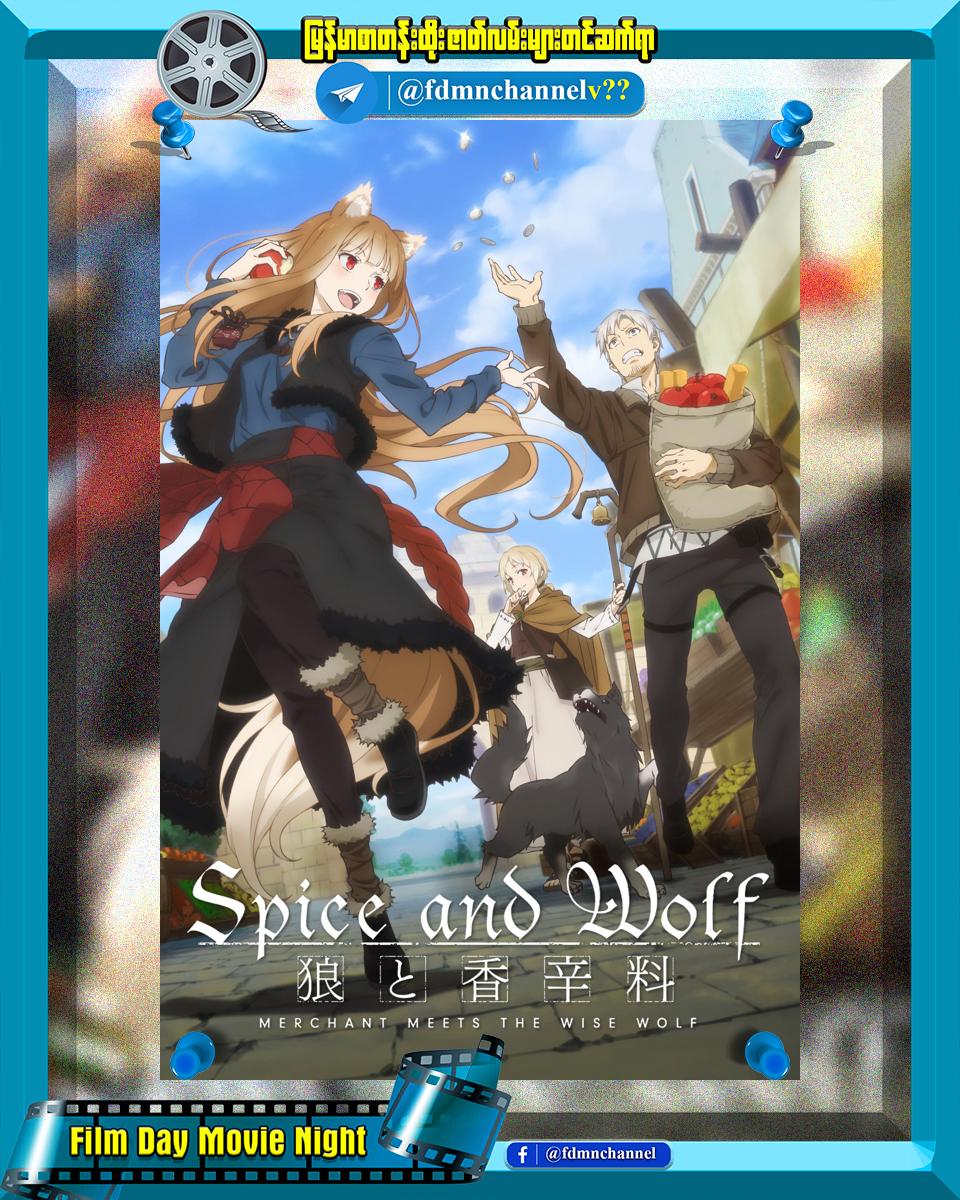 မြန်မာစာတန်းထိုးဇာတ်လမ်းများတင်ဆက်ရာ
@fdmnchannelv??
Spice and Wolf
狼と香辛料
MERCHANT MEETS THE WISE WOLF
Film Day Movie Night
f @fdmnchannel